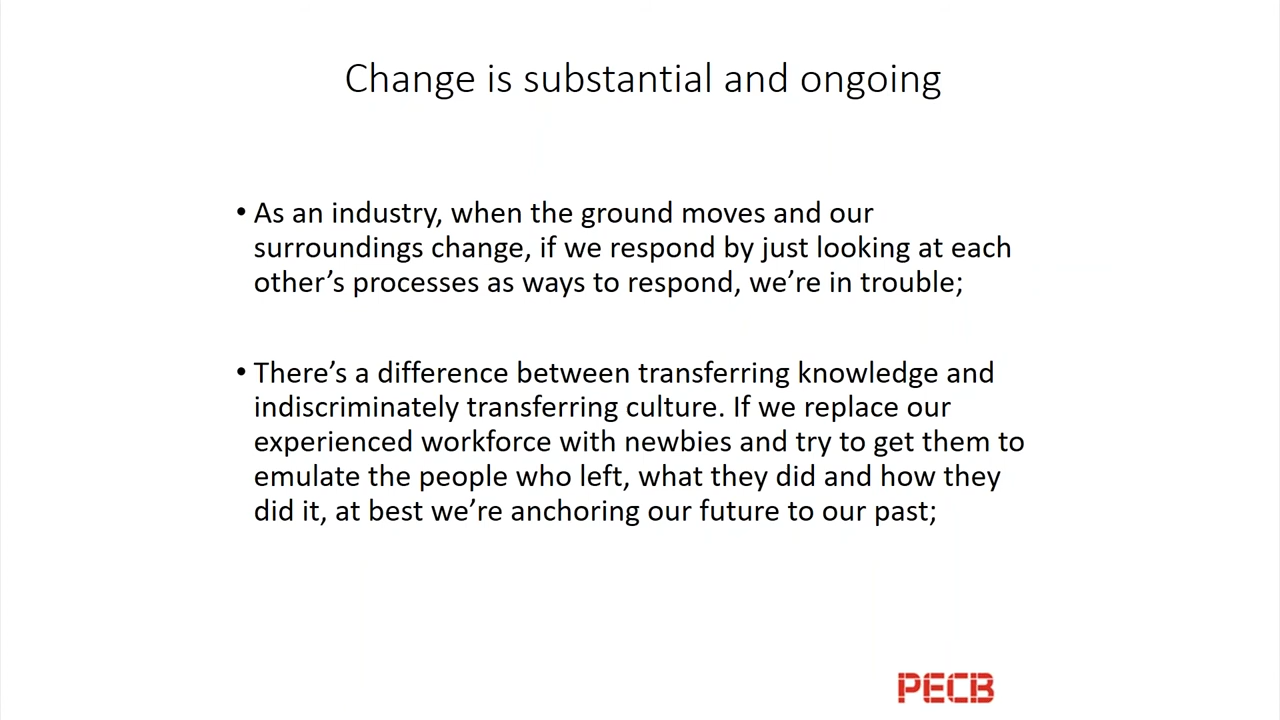 Change is substantial and ongoing
• As an industry, when the ground moves and our
surroundings change, if we respond by just looking at each
other’s processes as ways to respond, we’re in trouble;
• There’s a difference between transferring knowledge and
indiscriminately transferring culture. If we replace our
experienced workforce with newbies and try to get them to
emulate the people who left, what they did and how they
did it, at best we’re anchoring our future to our past;
PECB